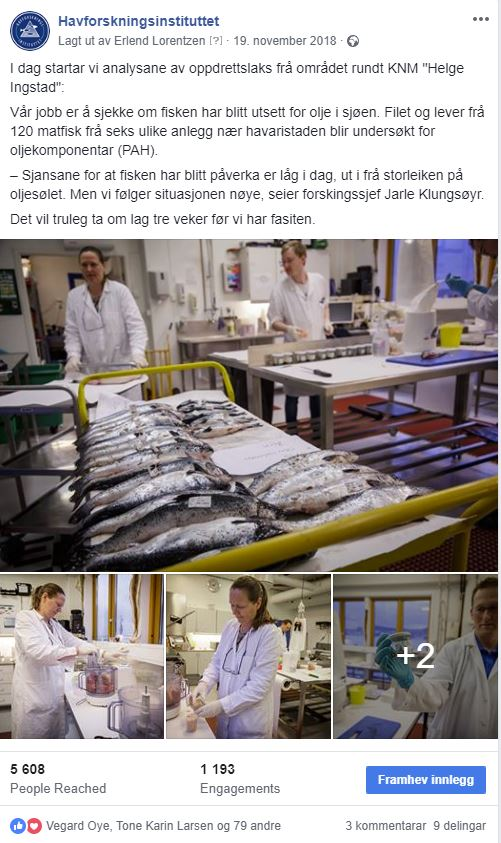 Havforskningsinstituttet
Lagt ut av Erlend Lorentzen [?] · 19. november 2018 ·
I dag startar vi analysane av oppdrettslaks frå området rundt KNM "Helge
Ingstad":
Vår jobb er å sjekke om fisken har blitt utsett for olje i sjøen. Filet og lever frå
120 matfisk frå seks ulike anlegg nær havaristaden blir undersøkt for
oljekomponentar (PAH).
– Sjansane for at fisken har blitt påverka er låg i dag, ut i frå storleiken på
oljesølet. Men vi følger situasjonen nøye, seier forskingssjef Jarle Klungsøyr.
Det vil truleg ta om lag tre veker før vi har fasiten.
+2
5 608
People Reached
1 193
Engagements
Framhev innlegg
Vegard Oye, Tone Karin Larsen og 79 andre
3 kommentarar 9 delingar